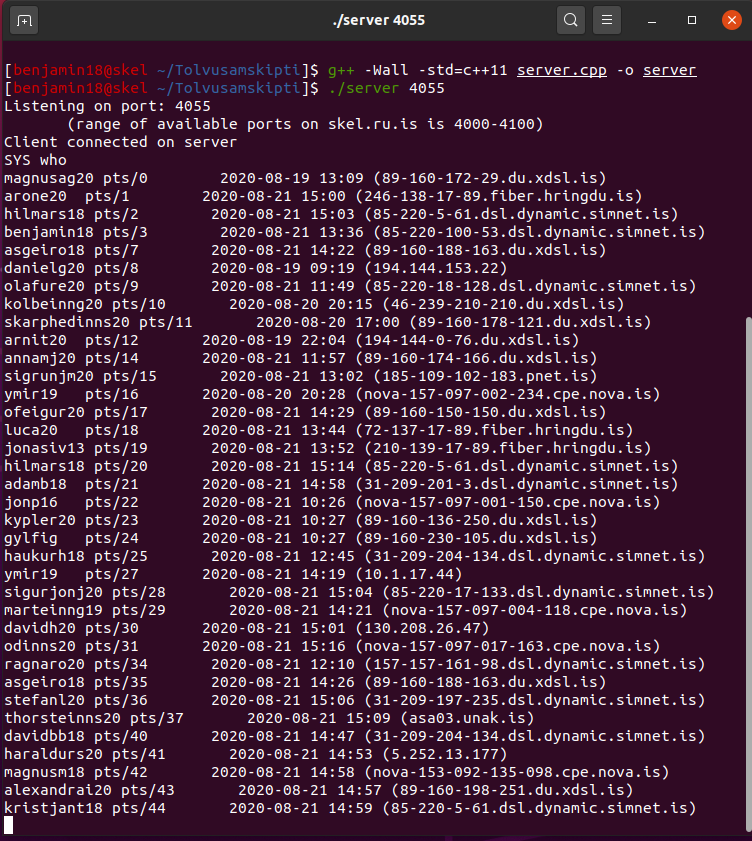 ./server 4055
[benjamin18@skel ~/Tolvusamskipti]$ g++ -Wall -std=c++11 server.cpp -o server
[benjamin18@skel ~/Tolvusamskipti]$ ./server 4055
Listening on port: 4055
(range of available ports on skel.ru.is is 4000-4100)
Client connected on server
SYS who
magnusag20 pts/0 2020-08-19 13:09 (89-160-172-29.du.xdsl.is)
arone20 pts/1 2020-08-21 15:00 (246-138-17-89.fiber.hringdu.is)
hilmars18 pts/2 2020-08-21 15:03 (85-220-5-61.dsl.dynamic.simnet.is)
benjamin18 pts/3 2020-08-21 13:36 (85-220-100-53.dsl.dynamic.simnet.is)
asgeiro18 pts/7 2020-08-21 14:22 (89-160-188-163.du.xdsl.is)
danielg20 pts/8 2020-08-19 09:19 (194.144.153.22)
olafure20 pts/9 2020-08-21 11:49 (85-220-18-128.dsl.dynamic.simnet.is)
kolbeinng20 pts/10 2020-08-20 20:15 (46-239-210-210.du.xdsl.is)
skarphedinns20 pts/11 2020-08-20 17:00 (89-160-178-121.du.xdsl.is)
arnit20 pts/12 2020-08-19 22:04 (194-144-0-76.du.xdsl.is)
annamj20 pts/14 2020-08-21 11:57 (89-160-174-166.du.xdsl.is)
sigrunjm20 pts/15 2020-08-21 13:02 (185-109-102-183.pnet.is)
ymir19 pts/16 2020-08-20 20:28 (nova-157-097-002-234.cpe.nova.is)
ofeigur20 pts/17 2020-08-21 14:29 (89-160-150-150.du.xdsl.is)
luca20 pts/18 2020-08-21 13:44 (72-137-17-89.fiber.hringdu.is)
jonasiv13 pts/19 2020-08-21 13:52 (210-139-17-89.fiber.hringdu.is)
hilmars18 pts/20 2020-08-21 15:14 (85-220-5-61.dsl.dynamic.simnet.is)
adamb18 pts/21 2020-08-21 14:58 (31-209-201-3.dsl.dynamic.simnet.is)
jonp16 pts/22 2020-08-21 10:26 (nova-157-097-001-150.cpe.nova.is)
kypler20 pts/23 2020-08-21 10:27 (89-160-136-250.du.xdsl.is)
gylfig pts/24 2020-08-21 10:27 (89-160-230-105.du.xdsl.is)
haukurh18 pts/25 2020-08-21 12:45 (31-209-204-134.dsl.dynamic.simnet.is)
ymir19 pts/27 2020-08-21 14:19 (10.1.17.44)
sigurjonj20 pts/28 2020-08-21 15:04 (85-220-17-133.dsl.dynamic.simnet.is)
marteinng19 pts/29 2020-08-21 14:21 (nova-157-097-004-118.cpe.nova.is)
davidh20 pts/30 2020-08-21 15:01 (130.208.26.47)
odinns20 pts/31 2020-08-21 15:16 (nova-157-097-017-163.cpe.nova.is)
ragnaro20 pts/34 2020-08-21 12:10 (157-157-161-98.dsl.dynamic.simnet.is)
asgeiro18 pts/35 2020-08-21 14:26 (89-160-188-163.du.xdsl.is)
stefanl20 pts/36 2020-08-21 15:06 (31-209-197-235.dsl.dynamic.simnet.is)
thorsteinns20 pts/37 2020-08-21 15:09 (asa03.unak.is)
davidbb18 pts/40 2020-08-21 14:47 (31-209-204-134.dsl.dynamic.simnet.is)
haraldurs20 pts/41 2020-08-21 14:53 (5.252.13.177)
magnusm18 pts/42 2020-08-21 14:58 (nova-153-092-135-098.cpe.nova.is)
alexandrai20 pts/43 2020-08-21 14:57 (89-160-198-251.du.xdsl.is)
kristjant18 pts/44 2020-08-21 14:59 (85-220-5-61.dsl.dynamic.simnet.is)